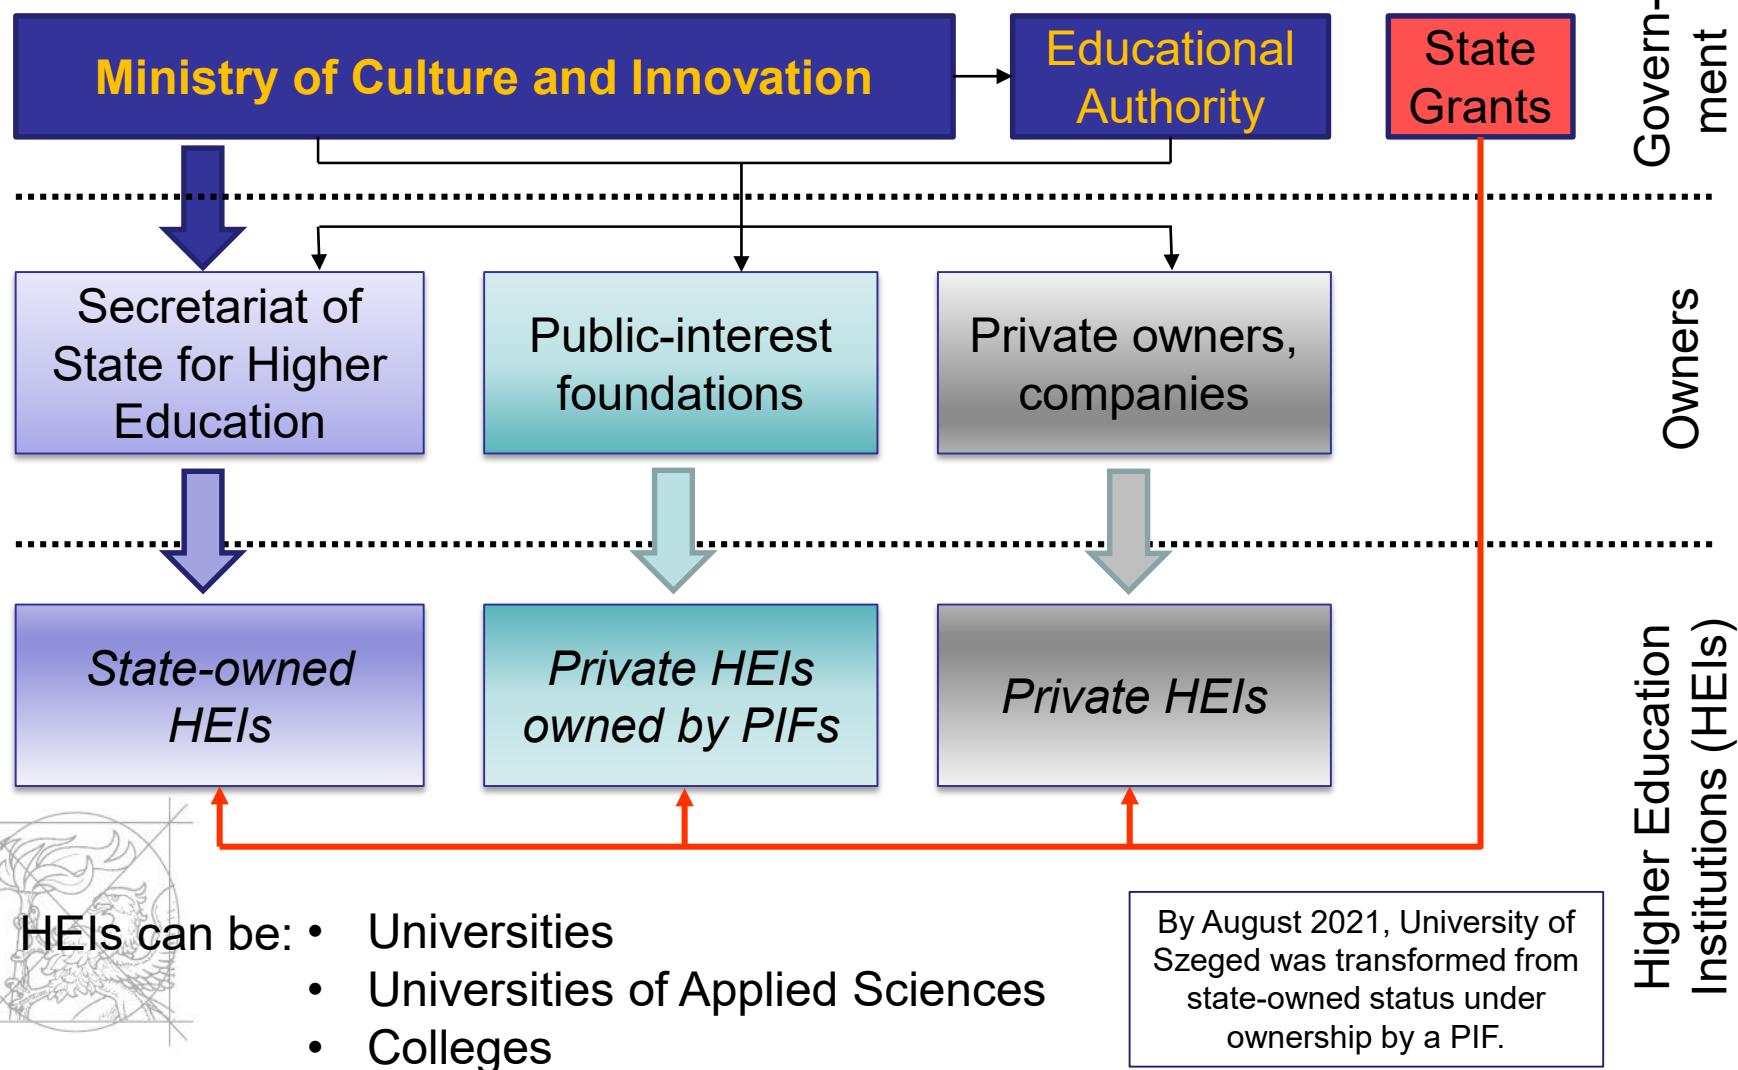 Ministry of Culture and Innovation
Educational
Authority
State
Grants
Govern-
ment
Secretariat of
State for Higher
Education
Public-interest
foundations
Private owners,
companies
Owners
State-owned
HEIs
Private HEIs
owned by PIFs
Private HEIs
Higher Education
Institutions (HEIs)
HEIs can be: • Universities
• Universities of Applied Sciences
• Colleges
By August 2021, University of
Szeged was transformed from
state-owned status under
ownership by a PIF.